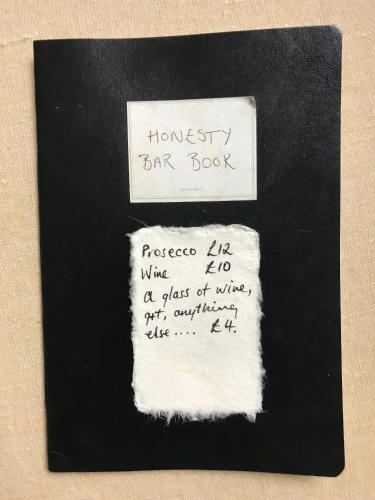 HONESTY
BAR BOOK
Prosecco £12
Wine £10
a glass of wine,
g+t, anything
else.... £4.